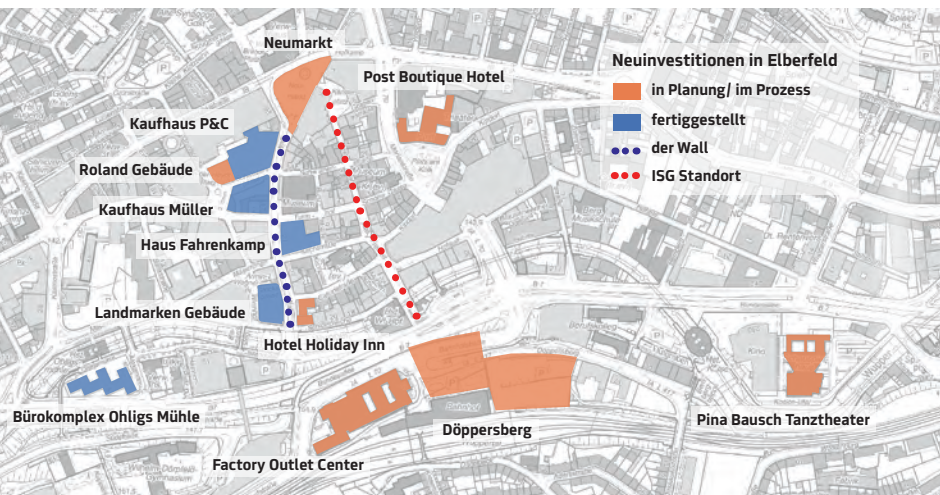 Neumarkt
Post Boutique Hotel
Neuinvestitionen in Elberfeld
in Planung/ im Prozess
fertiggestellt
der Wall
ISG Standort
Kaufhaus P&C
Roland Gebäude
Kaufhaus Müller
Haus Fahrenkamp
Landmarken Gebäude
Hotel Holiday Inn
Bürokomplex Ohligs Mühle
Pina Bausch Tanztheater
Döppersberg
Factory Outlet Center